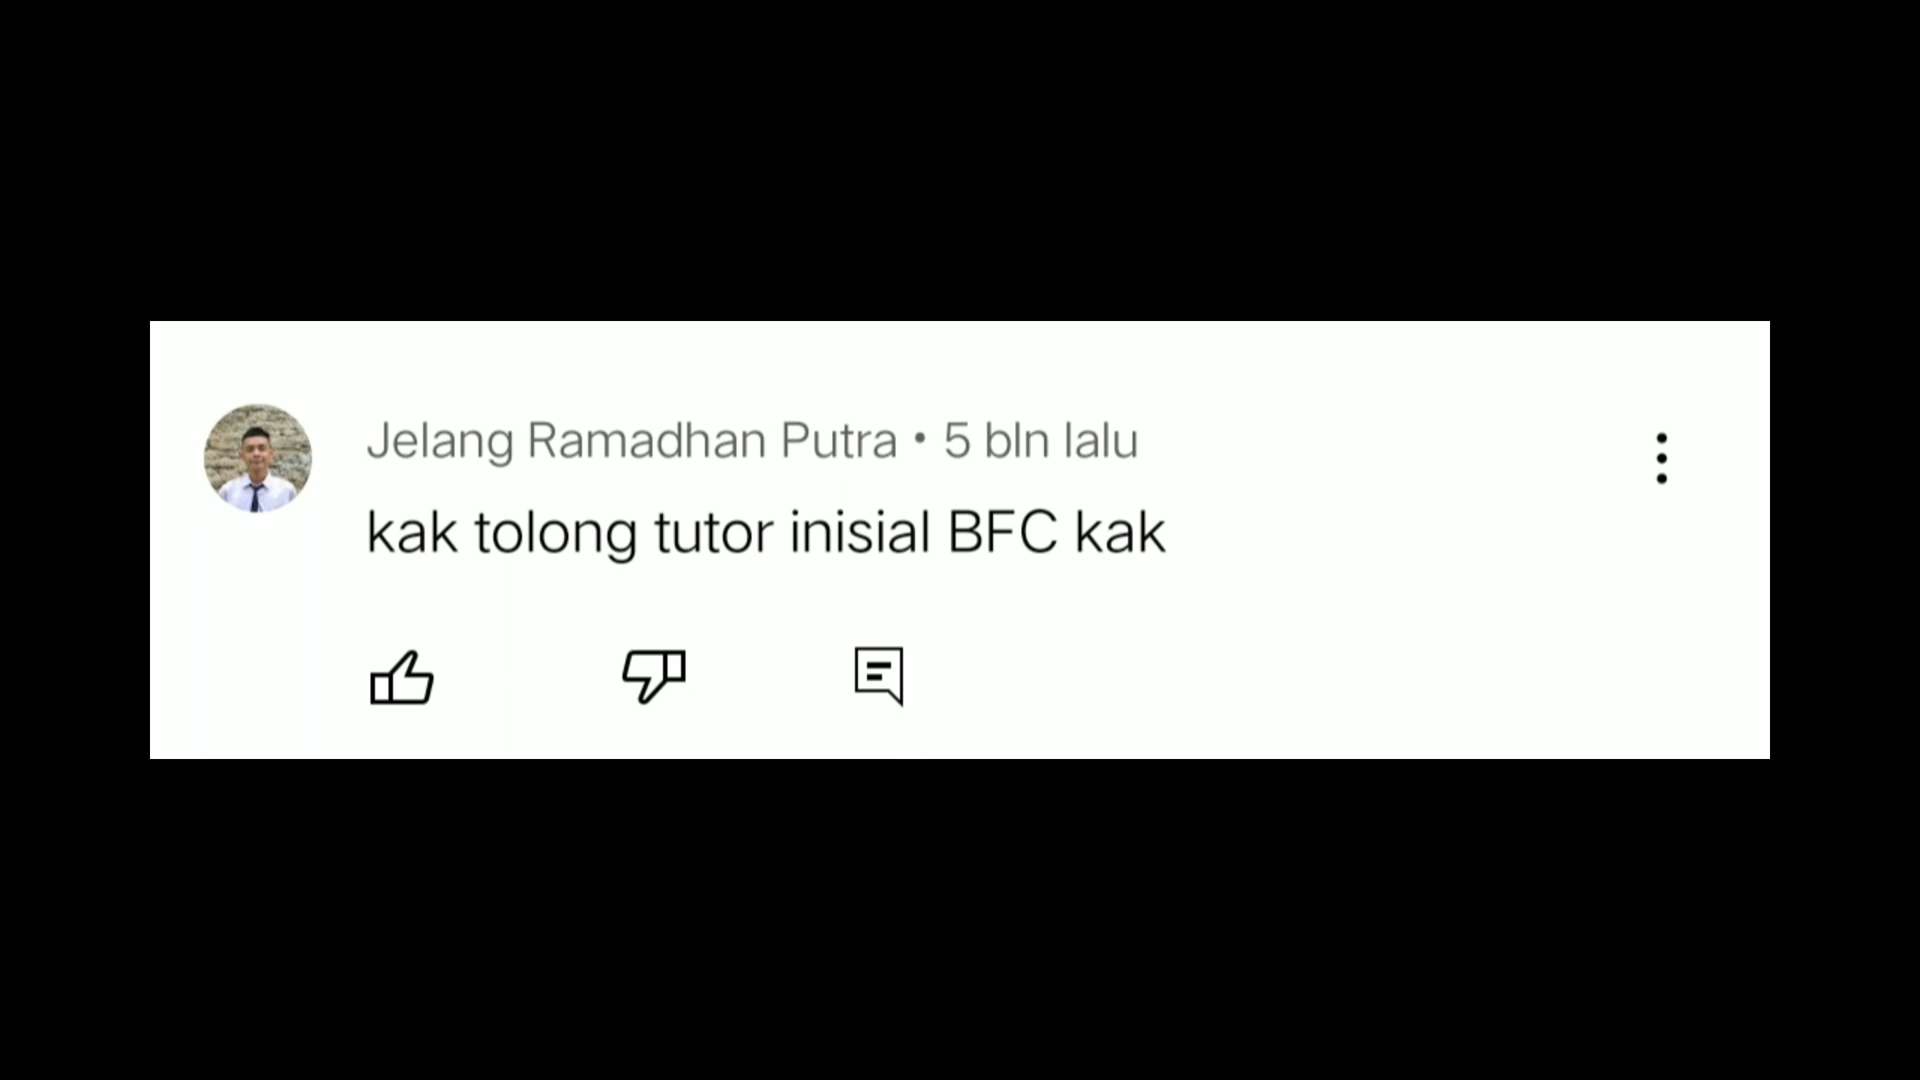 Jelang Ramadhan Putra • 5 bln lalu
kak tolong tutor inisial BFC kak